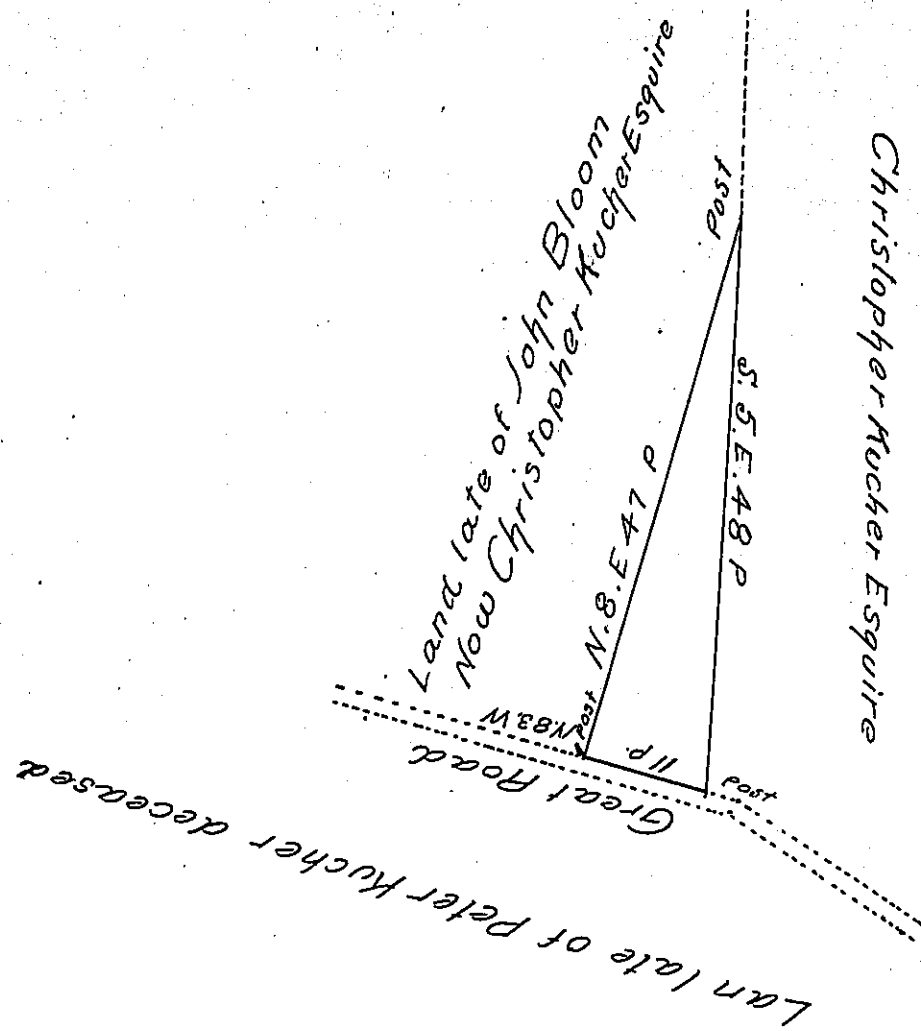 Christopher Kucher Esquire
Land late of John Bloom
Now Christopher Kucher Esquire
Post
S. 5. E. 48 P
N. 8. E 47 P
Post
N83.W
11 p.
Post
Great Road
Lan late of Peter Kucher deceased